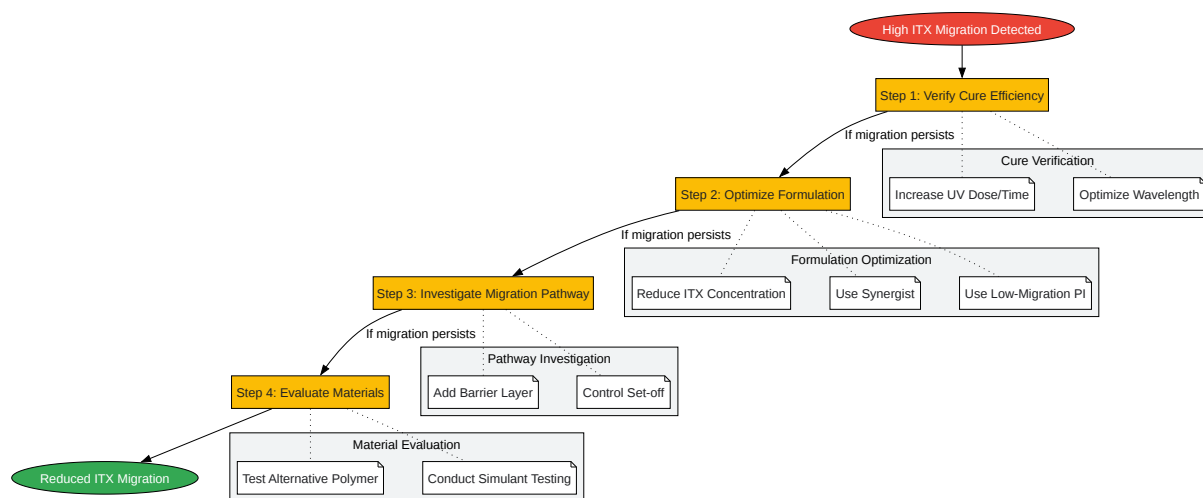 High ITX Migration Detected
Step 1: Verify Cure Efficiency
If migration persists
Cure Verification
Increase UV Dose/Time
Optimize Wavelength
Step 2: Optimize Formulation
If migration persists
Formulation Optimization
Reduce ITX Concentration
Use Synergist
Use Low-Migration PI
Step 3: Investigate Migration Pathway
If migration persists
Pathway Investigation
Add Barrier Layer
Control Set-off
Step 4: Evaluate Materials
Material Evaluation
Test Alternative Polymer
Conduct Simulant Testing
Reduced ITX Migration